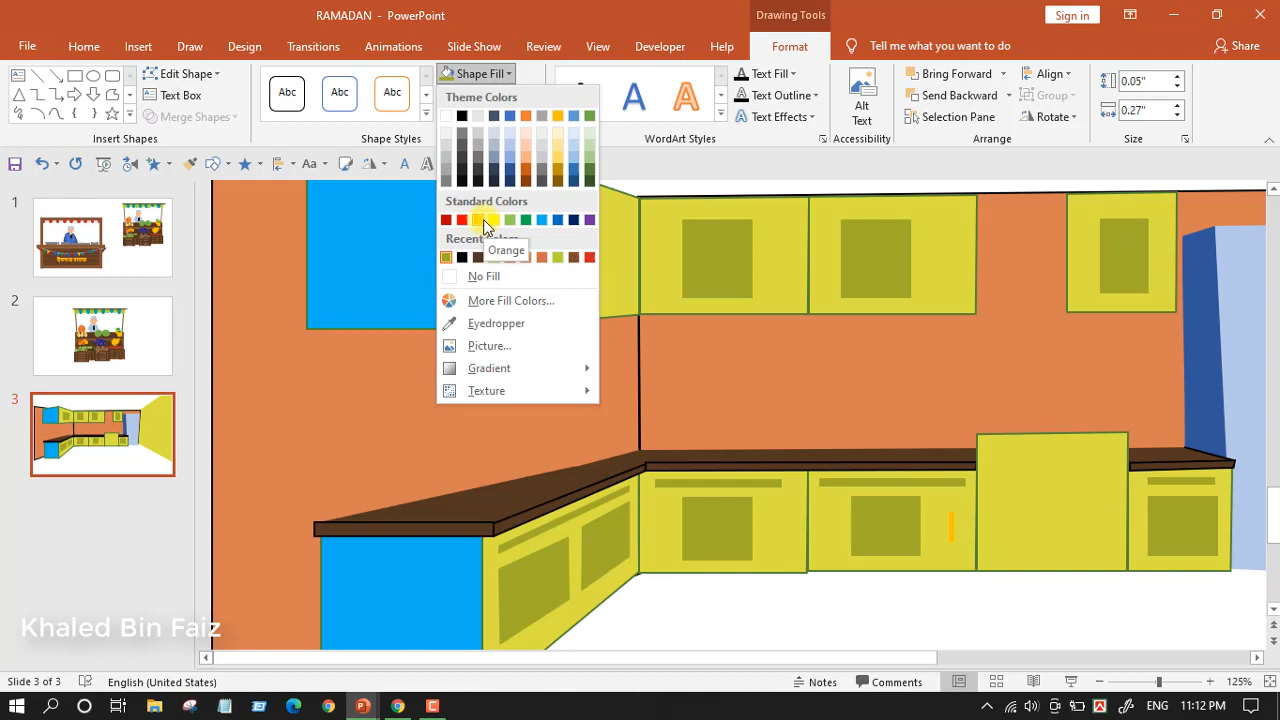 RAMADAN - PowerPoint
Drawing Tools
Sign in
File
Home
Insert
Draw
Design
Transitions
Animations
Slide Show
Review
View
Developer
Help
Format
Tell me what you want to do
Share
Edit Shape
Text Box
Merge Shapes
Insert Shapes
Abc
Abc
Abc
Shape Styles
Shape Fill
Theme Colors
Standard Colors
Orange
No Fill
More Fill Colors...
Eyedropper
Picture...
Gradient
Texture
A
A
WordArt Styles
Text Fill
Text Outline
Text Effects
Alt
Text
Accessibility
Bring Forward
Send Backward
Selection Pane
Align
Group
Rotate
Arrange
0.05"
0.27"
Size
Aa
A
A
1
2
3
Khaled Bin Faiz
Slide 3 of 3
English (United States)
Notes
Comments
125%
ENG
11:12 PM